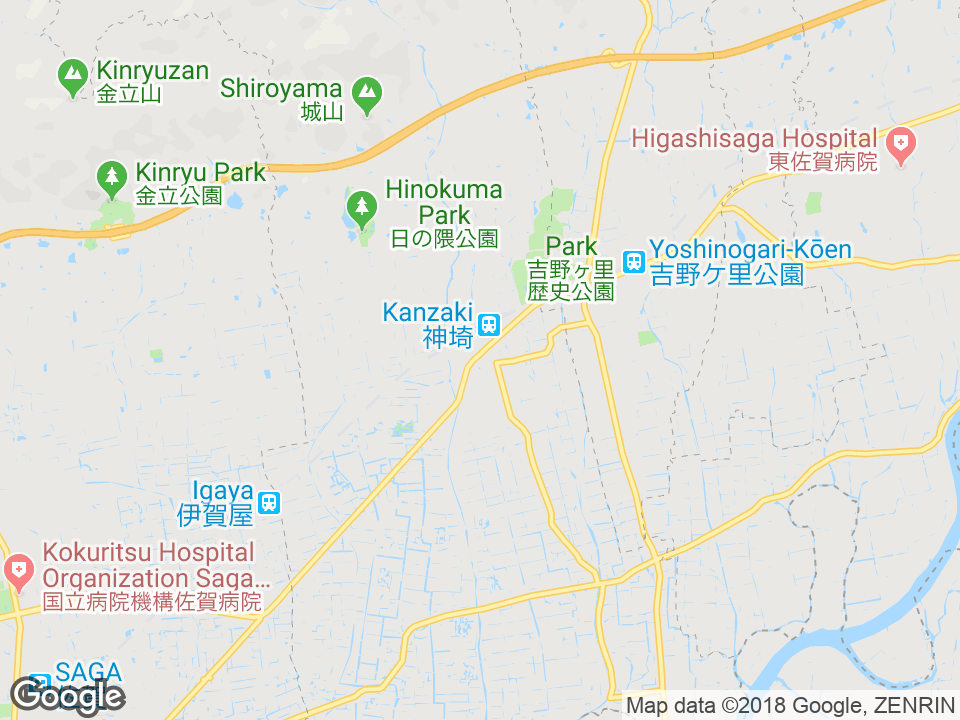 Kinryuzan
金立山
Shiroyama
城山
Higashisaga Hospital
東佐賀病院
Kinryu Park
金立公園
Hinokuma
Park
日の隈公園
Park
吉野ヶ里
歴史公園
Yoshinogari-Kōen
吉野ケ里公園
Kanzaki
神埼
Igaya
伊賀屋
Kokuritsu Hospital
Organization Saga...
国立病院機構佐賀病院
SAGA
Google
Map data ©2018 Google, ZENRIN